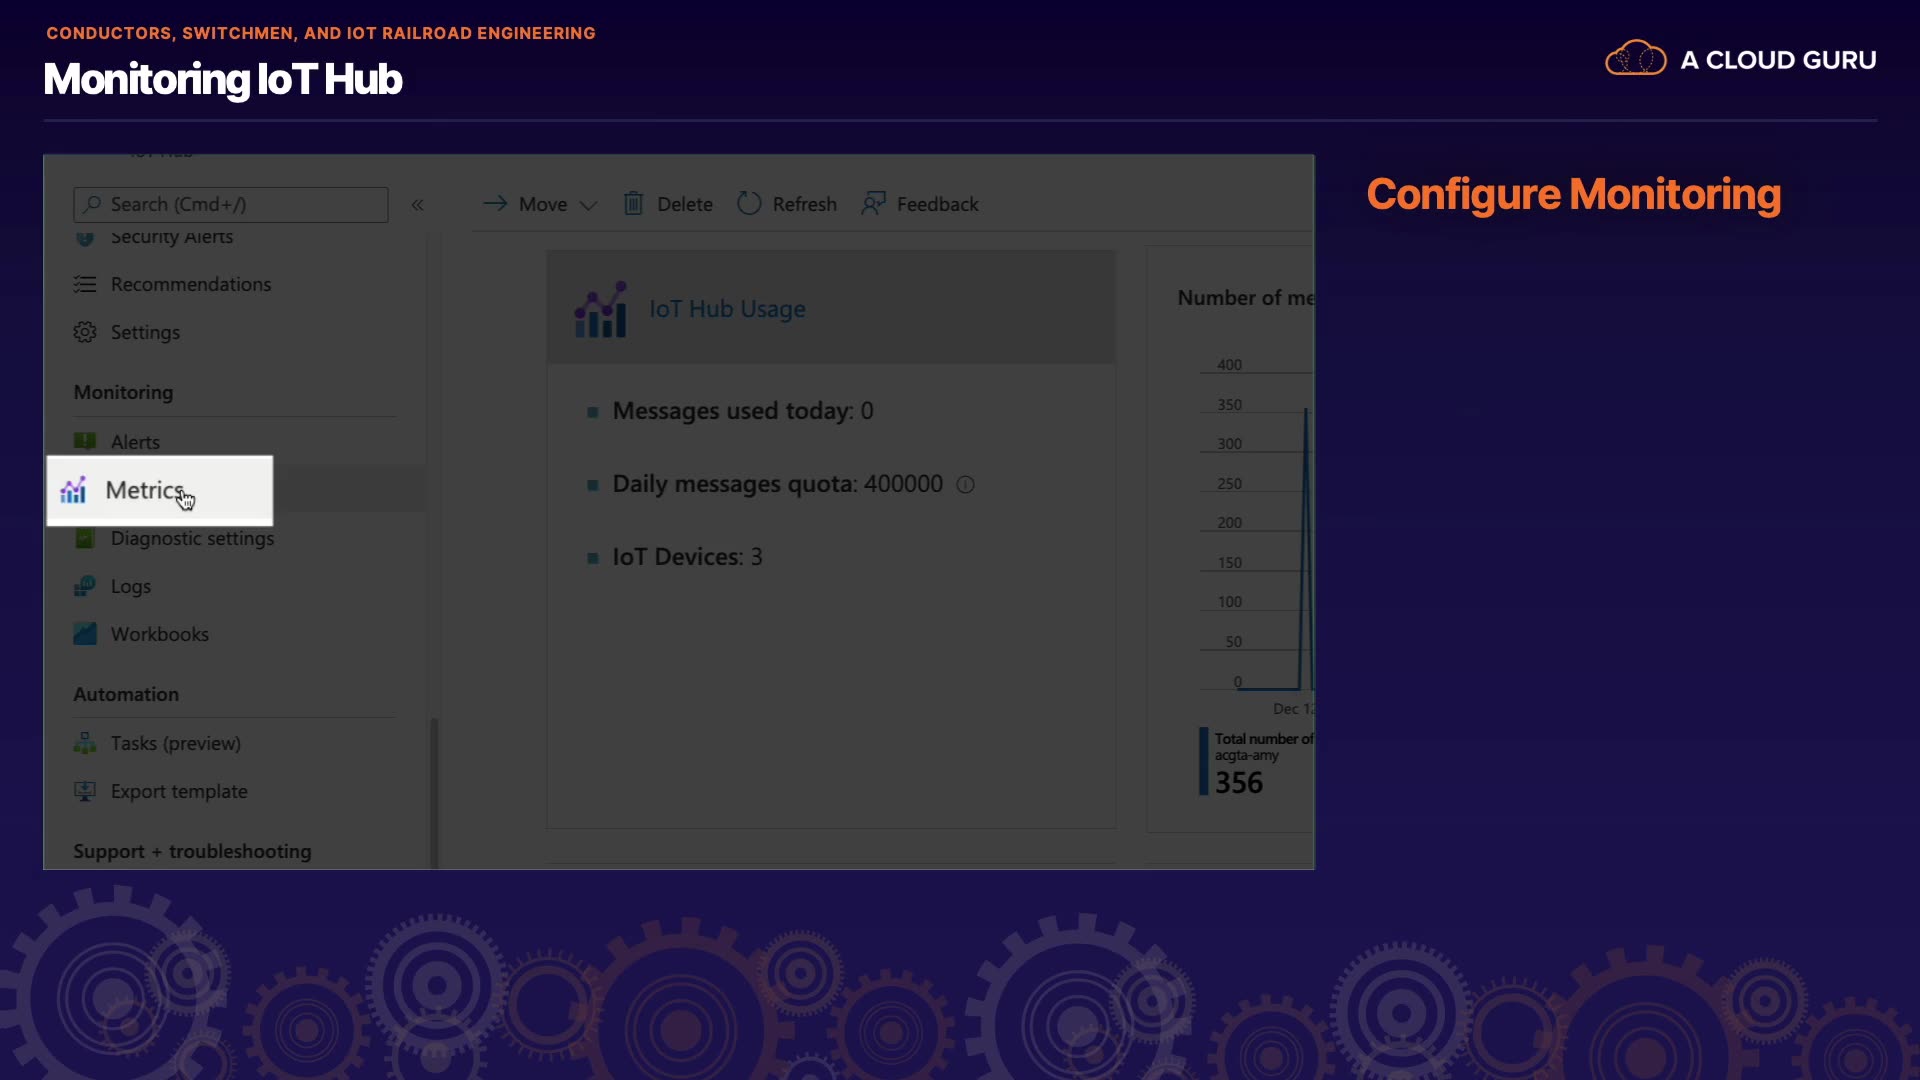 CONDUCTORS, SWITCHMEN, AND IOT RAILROAD ENGINEERING
Monitoring IoT Hub
A CLOUD GURU
IoT Hub
Search (Cmd+/)
«
Move
Delete
Refresh
Feedback
Configure Monitoring
Security Alerts
Recommendations
Settings
Monitoring
Alerts
Metrics
Diagnostic settings
Logs
Workbooks
Automation
Tasks (preview)
Export template
Support + troubleshooting
IoT Hub Usage
Messages used today: 0
Daily messages quota: 400000
IoT Devices: 3
Number of me
400
350
300
250
200
150
100
50
0
Dec 12
Total number of
acgta-amy
356